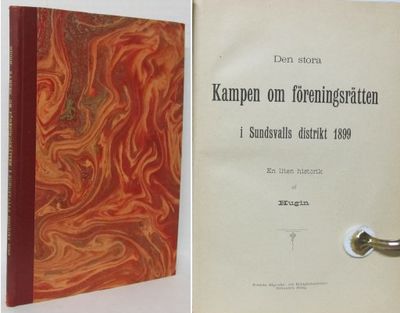 Den stora
Kampen om föreningsrätten
i Sundsvalls distrikt 1899
En liten historik
af
Hugin